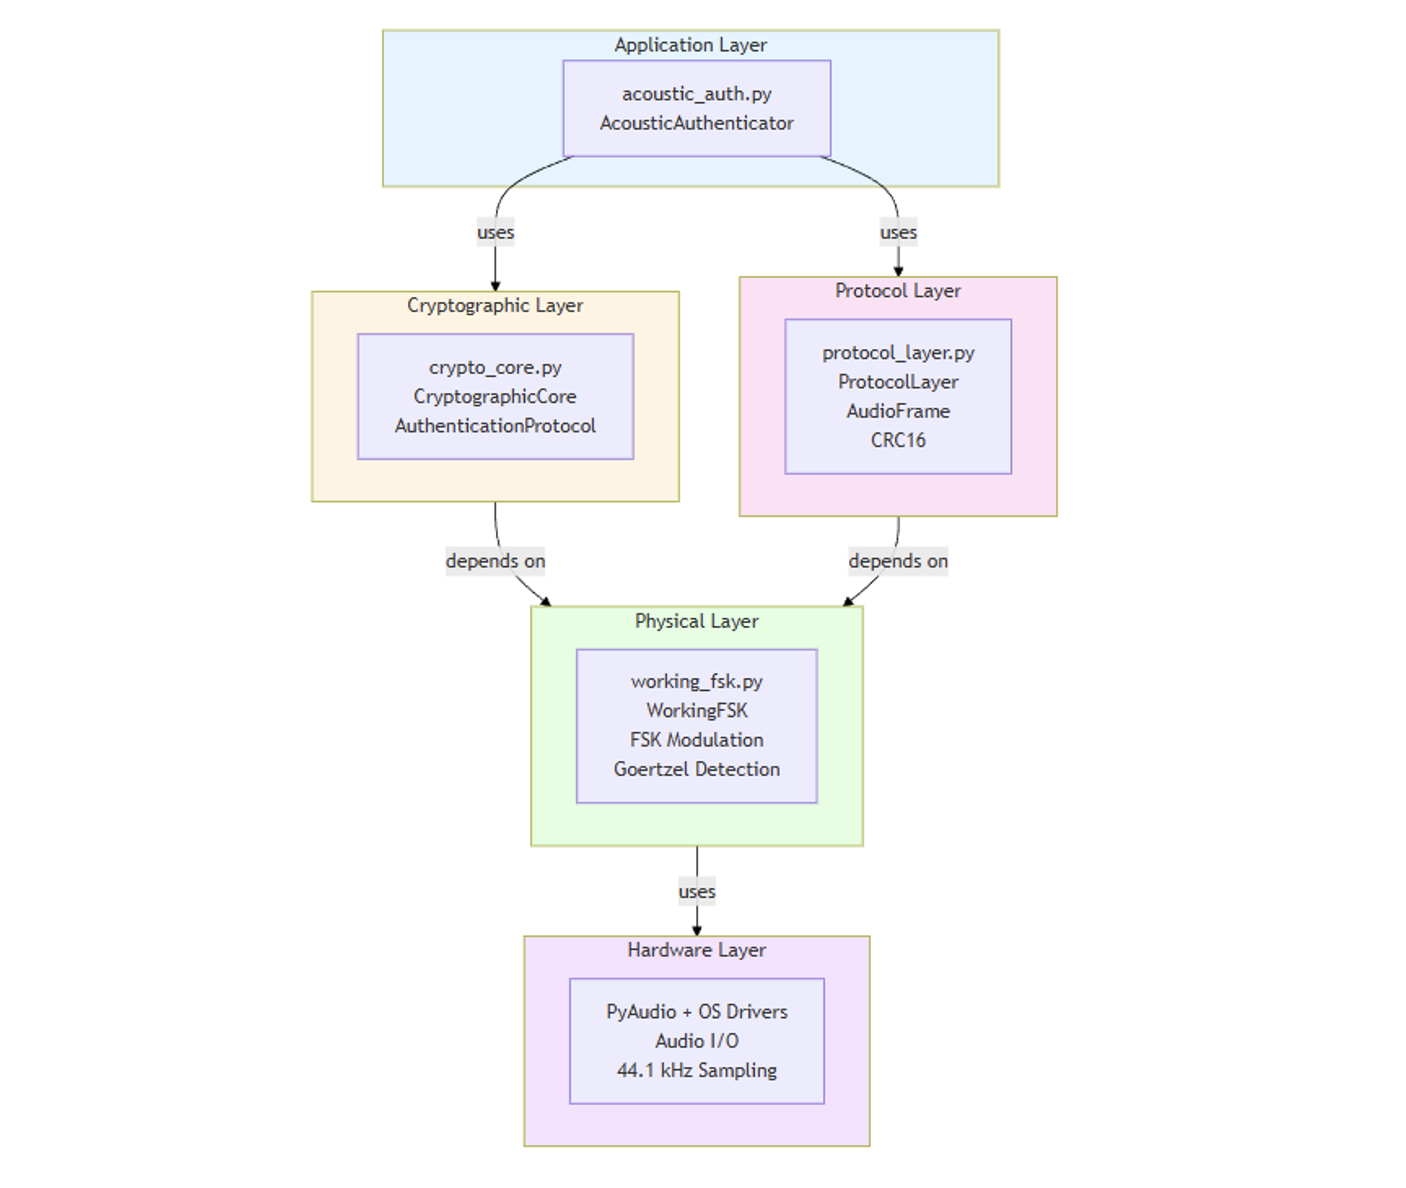 Application Layer
acoustic_auth.py
AcousticAuthenticator
uses
uses
Cryptographic Layer
crypto_core.py
CryptographicCore
AuthenticationProtocol
Protocol Layer
protocol_layer.py
ProtocolLayer
AudioFrame
CRC16
depends on
depends on
Physical Layer
working_fsk.py
WorkingFSK
FSK Modulation
Goertzel Detection
uses
Hardware Layer
PyAudio + OS Drivers
Audio I/O
44.1 kHz Sampling